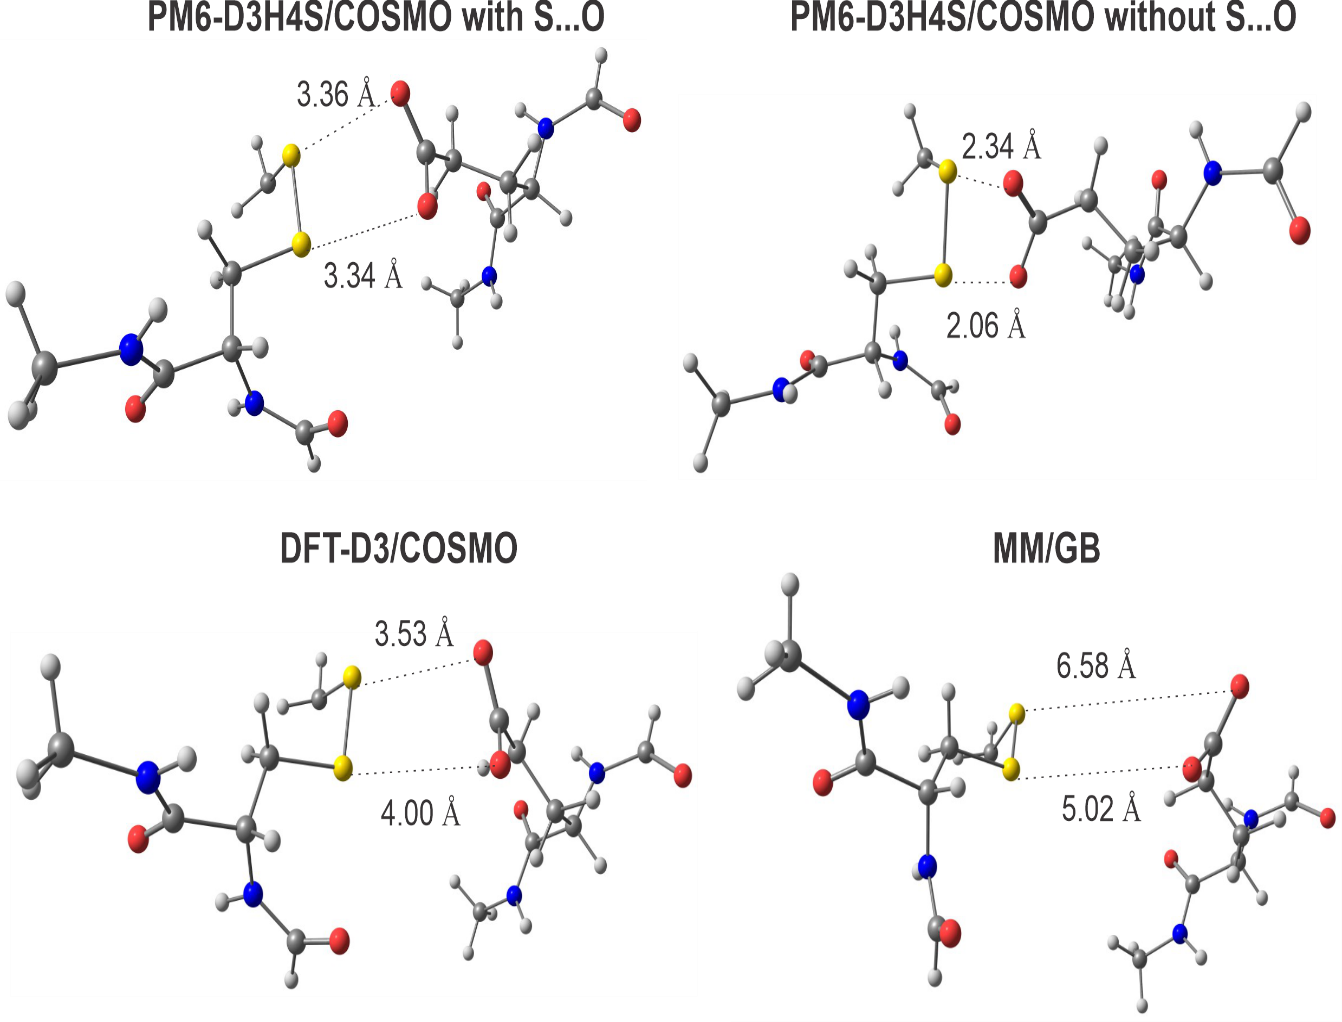 PM6-D3H4S/COSMO with S...O
PM6-D3H4S/COSMO without S...O
3.36 Å
3.34 Å
2.34 Å
2.06 Å
DFT-D3/COSMO
MM/GB
3.53 Å
4.00 Å
6.58 Å
5.02 Å